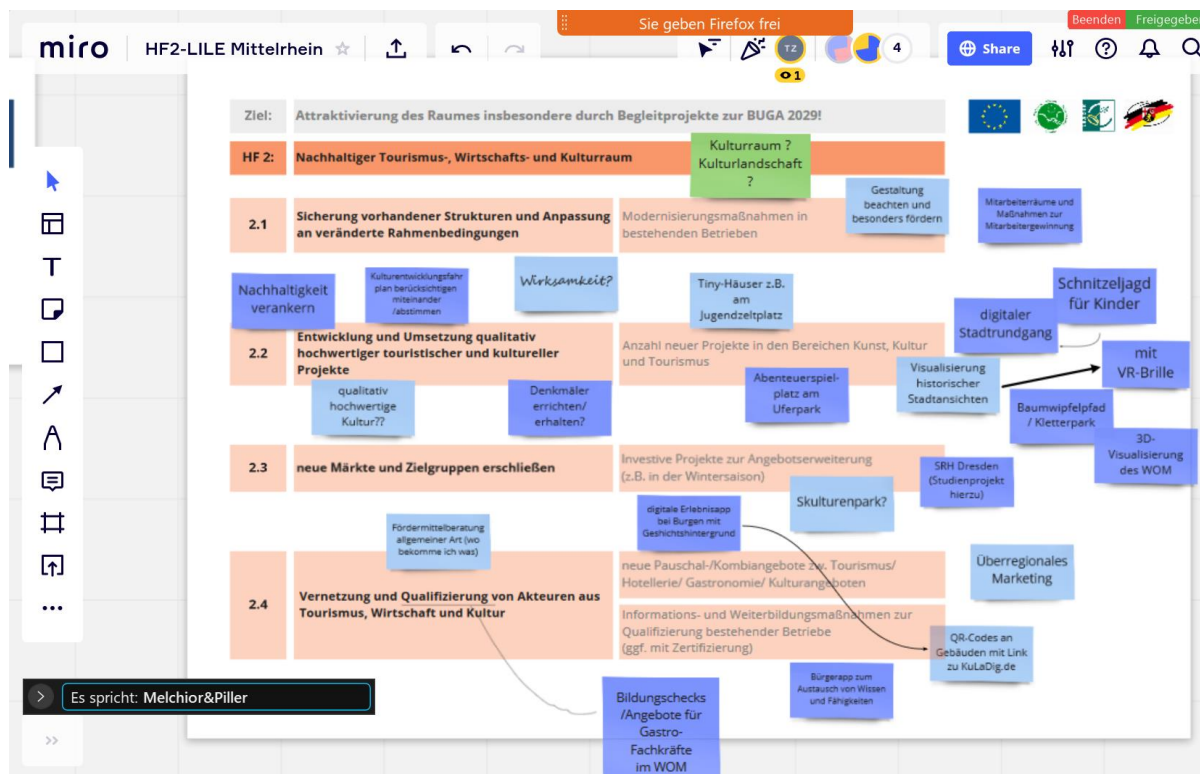 Sie geben Firefox frei
Beenden
Freigegeben
miro
HF2-LILE Mittelrhein
TZ
4
Share
1
Ziel:
Attraktivierung des Raumes insbesondere durch Begleitprojekte zur BUGA 2029!
HF 2:
Nachhaltiger Tourismus-, Wirtschafts- und Kulturraum
Kulturraum ?
Kulturlandschaft
?
2.1
Sicherung vorhandener Strukturen und Anpassung
an veränderte Rahmenbedingungen
Modernisierungsmaßnahmen in
bestehenden Betrieben
Gestaltung
beachten und
besonders fördern
Mitarbeiterräume und
Maßnahmen zur
Mitarbeitergewinnung
Nachhaltigkeit
verankern
Kulturentwicklungsfahr
plan berücksichtigen
miteinander
/abstimmen
Wirksamkeit?
Tiny-Häuser z.B.
am
Jugendzeltplatz
digitaler
Stadtrundgang
Schnitzeljagd
für Kinder
2.2
Entwicklung und Umsetzung qualitativ
hochwertiger touristischer und kultureller
Projekte
Anzahl neuer Projekte in den Bereichen Kunst, Kultur
und Tourismus
Visualisierung
historischer
Stadtansichten
mit
VR-Brille
qualitativ
hochwertige
Kultur??
Denkmäler
errichten/
erhalten?
Abenteuerspiel-
platz am
Uferpark
Baumwipfelpfad
/ Kletterpark
3D-
Visualisierung
des WOM
2.3
neue Märkte und Zielgruppen erschließen
Investive Projekte zur Angebotserweiterung
(z.B. in der Wintersaison)
SRH Dresden
(Studienprojekt
hierzu)
Skulturenpark?
Fördermittelberatung
allgemeiner Art (wo
bekomme ich was)
digitale Erlebnisapp
bei Burgen mit
Geshichtshintergrund
2.4
Vernetzung und Qualifizierung von Akteuren aus
Tourismus, Wirtschaft und Kultur
neue Pauschal-/Kombiangebote zw. Tourismus/
Hotellerie/ Gastronomie/ Kulturangeboten
Informations- und Weiterbildungsmaßnahmen zur
Qualifizierung bestehender Betriebe
(ggf. mit Zertifizierung)
Überregionales
Marketing
QR-Codes an
Gebäuden mit Link
zu KuLaDig.de
Bürgerapp zum
Austausch von Wissen
und Fähigkeiten
Bildungschecks
/Angebote für
Gastro-
Fachkräfte
im WOM
Es spricht: Melchior&Piller